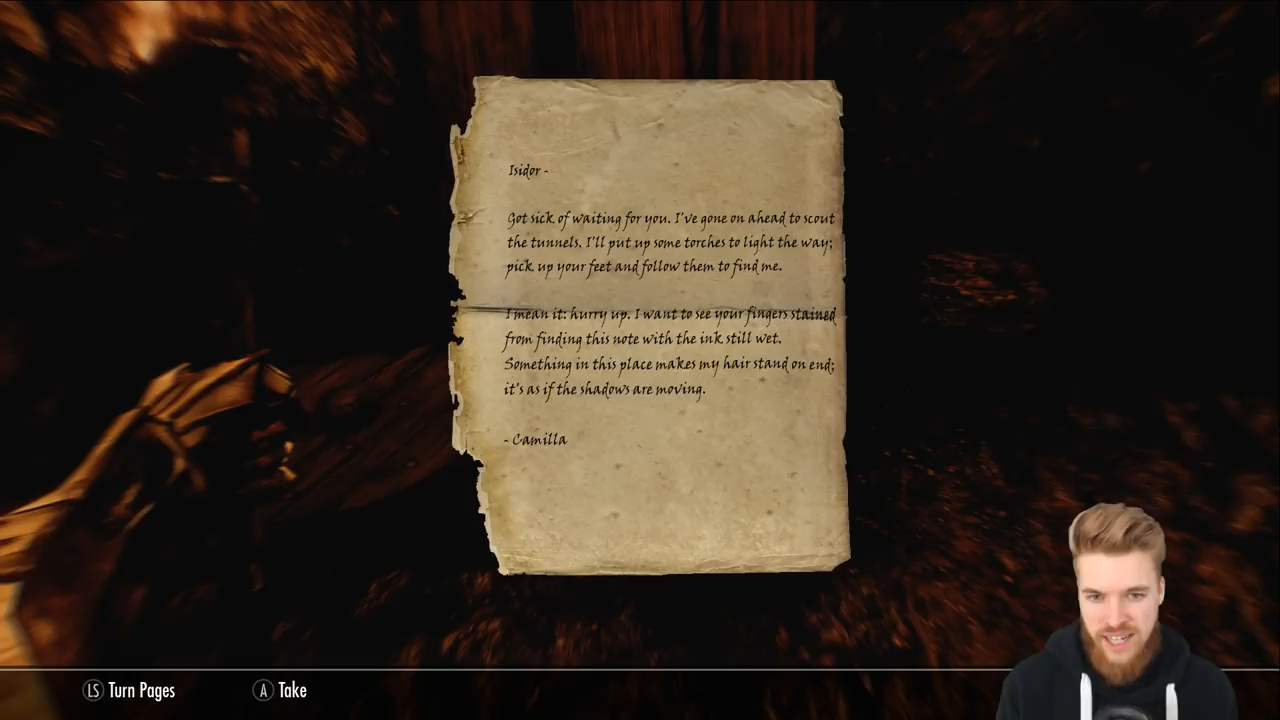 Isidor -
Got sick of waiting for you. I've gone on ahead to scout
the tunnels. I'll put up some torches to light the way;
pick up your feet and follow them to find me.
I mean it: hurry up. I want to see your fingers stained
from finding this note with the ink still wet.
Something in this place makes my hair stand on end;
it's as if the shadows are moving.
- Camilla
LS Turn Pages
A Take